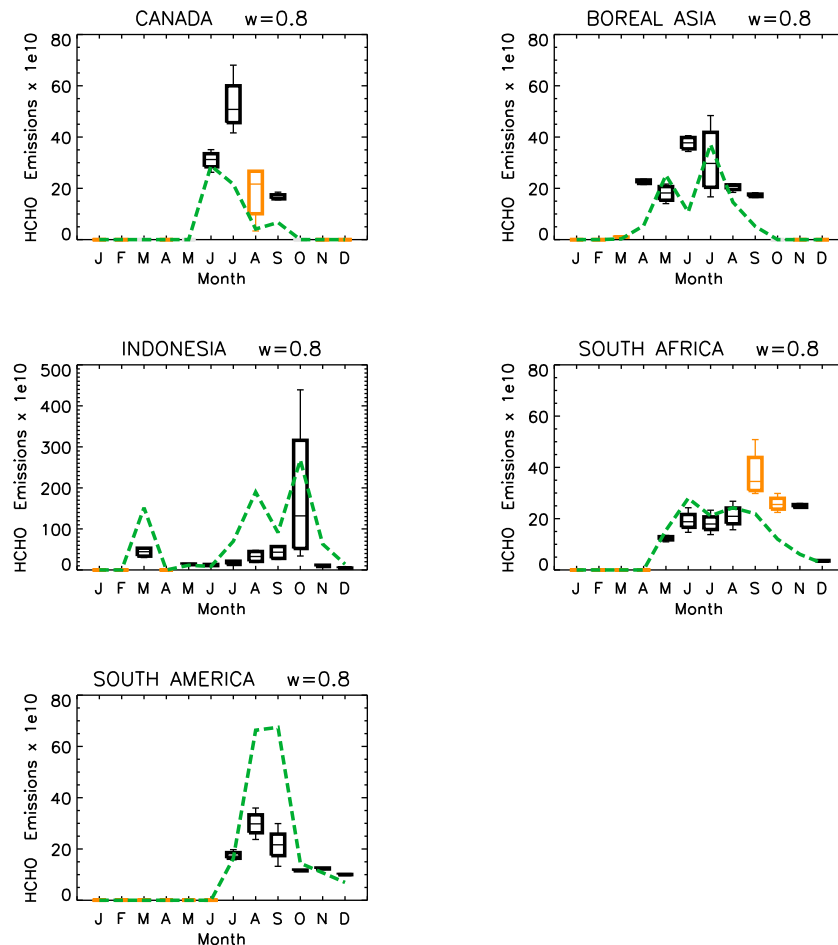 CANADA w=0.8
HCHO Emissions x 1e10
80
60
40
20
0
J F M A M J J A S O N D
Month
BOREAL ASIA w=0.8
HCHO Emissions x 1e10
80
60
40
20
0
J F M A M J J A S O N D
Month
INDONESIA w=0.8
HCHO Emissions x 1e10
500
400
300
200
100
0
J F M A M J J A S O N D
Month
SOUTH AFRICA w=0.8
HCHO Emissions x 1e10
80
60
40
20
0
J F M A M J J A S O N D
Month
SOUTH AMERICA w=0.8
HCHO Emissions x 1e10
80
60
40
20
0
J F M A M J J A S O N D
Month